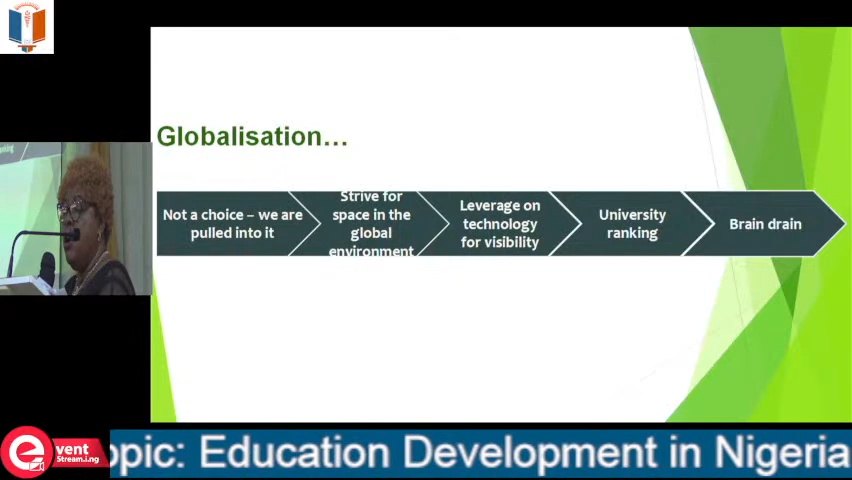 Globalisation...
Not a choice – we are
pulled into it
Strive for
space in the
global
environment
Leverage on
technology
for visibility
University
ranking
Brain drain
event
Stream.i.ng
opic: Education Development in Nigeria